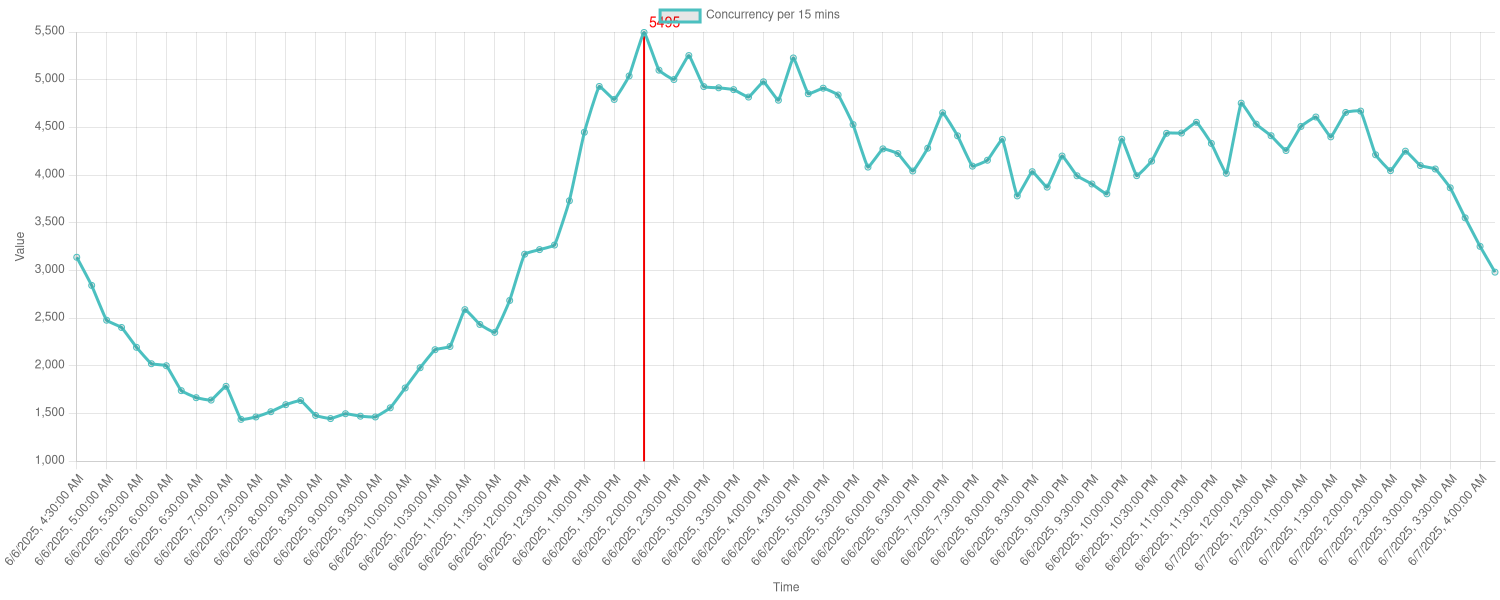 Concurrency per 15 mins
5495
5,500
5,000
4,500
4,000
3,500
3,000
2,500
2,000
1,500
1,000
Value
6/6/2025, 4:30:00 AM
6/6/2025, 5:00:00 AM
6/6/2025, 5:30:00 AM
6/6/2025, 6:00:00 AM
6/6/2025, 6:30:00 AM
6/6/2025, 7:00:00 AM
6/6/2025, 7:30:00 AM
6/6/2025, 8:00:00 AM
6/6/2025, 8:30:00 AM
6/6/2025, 9:00:00 AM
6/6/2025, 9:30:00 AM
6/6/2025, 10:00:00 AM
6/6/2025, 10:30:00 AM
6/6/2025, 11:00:00 AM
6/6/2025, 11:30:00 AM
6/6/2025, 12:00:00 PM
6/6/2025, 12:30:00 PM
6/6/2025, 1:00:00 PM
6/6/2025, 1:30:00 PM
6/6/2025, 2:00:00 PM
6/6/2025, 2:30:00 PM
6/6/2025, 3:00:00 PM
6/6/2025, 3:30:00 PM
6/6/2025, 4:00:00 PM
6/6/2025, 4:30:00 PM
6/6/2025, 5:00:00 PM
6/6/2025, 5:30:00 PM
6/6/2025, 6:00:00 PM
6/6/2025, 6:30:00 PM
6/6/2025, 7:00:00 PM
6/6/2025, 7:30:00 PM
6/6/2025, 8:00:00 PM
6/6/2025, 8:30:00 PM
6/6/2025, 9:00:00 PM
6/6/2025, 9:30:00 PM
6/6/2025, 10:00:00 PM
6/6/2025, 10:30:00 PM
6/6/2025, 11:00:00 PM
6/6/2025, 11:30:00 PM
6/7/2025, 12:00:00 AM
6/7/2025, 12:30:00 AM
6/7/2025, 1:00:00 AM
6/7/2025, 1:30:00 AM
6/7/2025, 2:00:00 AM
6/7/2025, 2:30:00 AM
6/7/2025, 3:00:00 AM
6/7/2025, 3:30:00 AM
6/7/2025, 4:00:00 AM
Time